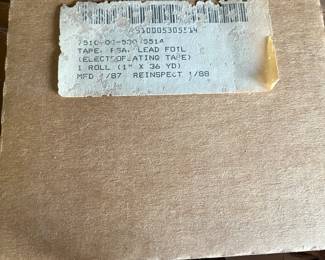 7510005305514
7510-00-530-5514
TAPE, PSA, LEAD FOIL
(ELECTROPLATING TAPE)
1 ROLL (1" X 36 YD)
MFD 1/87 REINSPECT 1/88